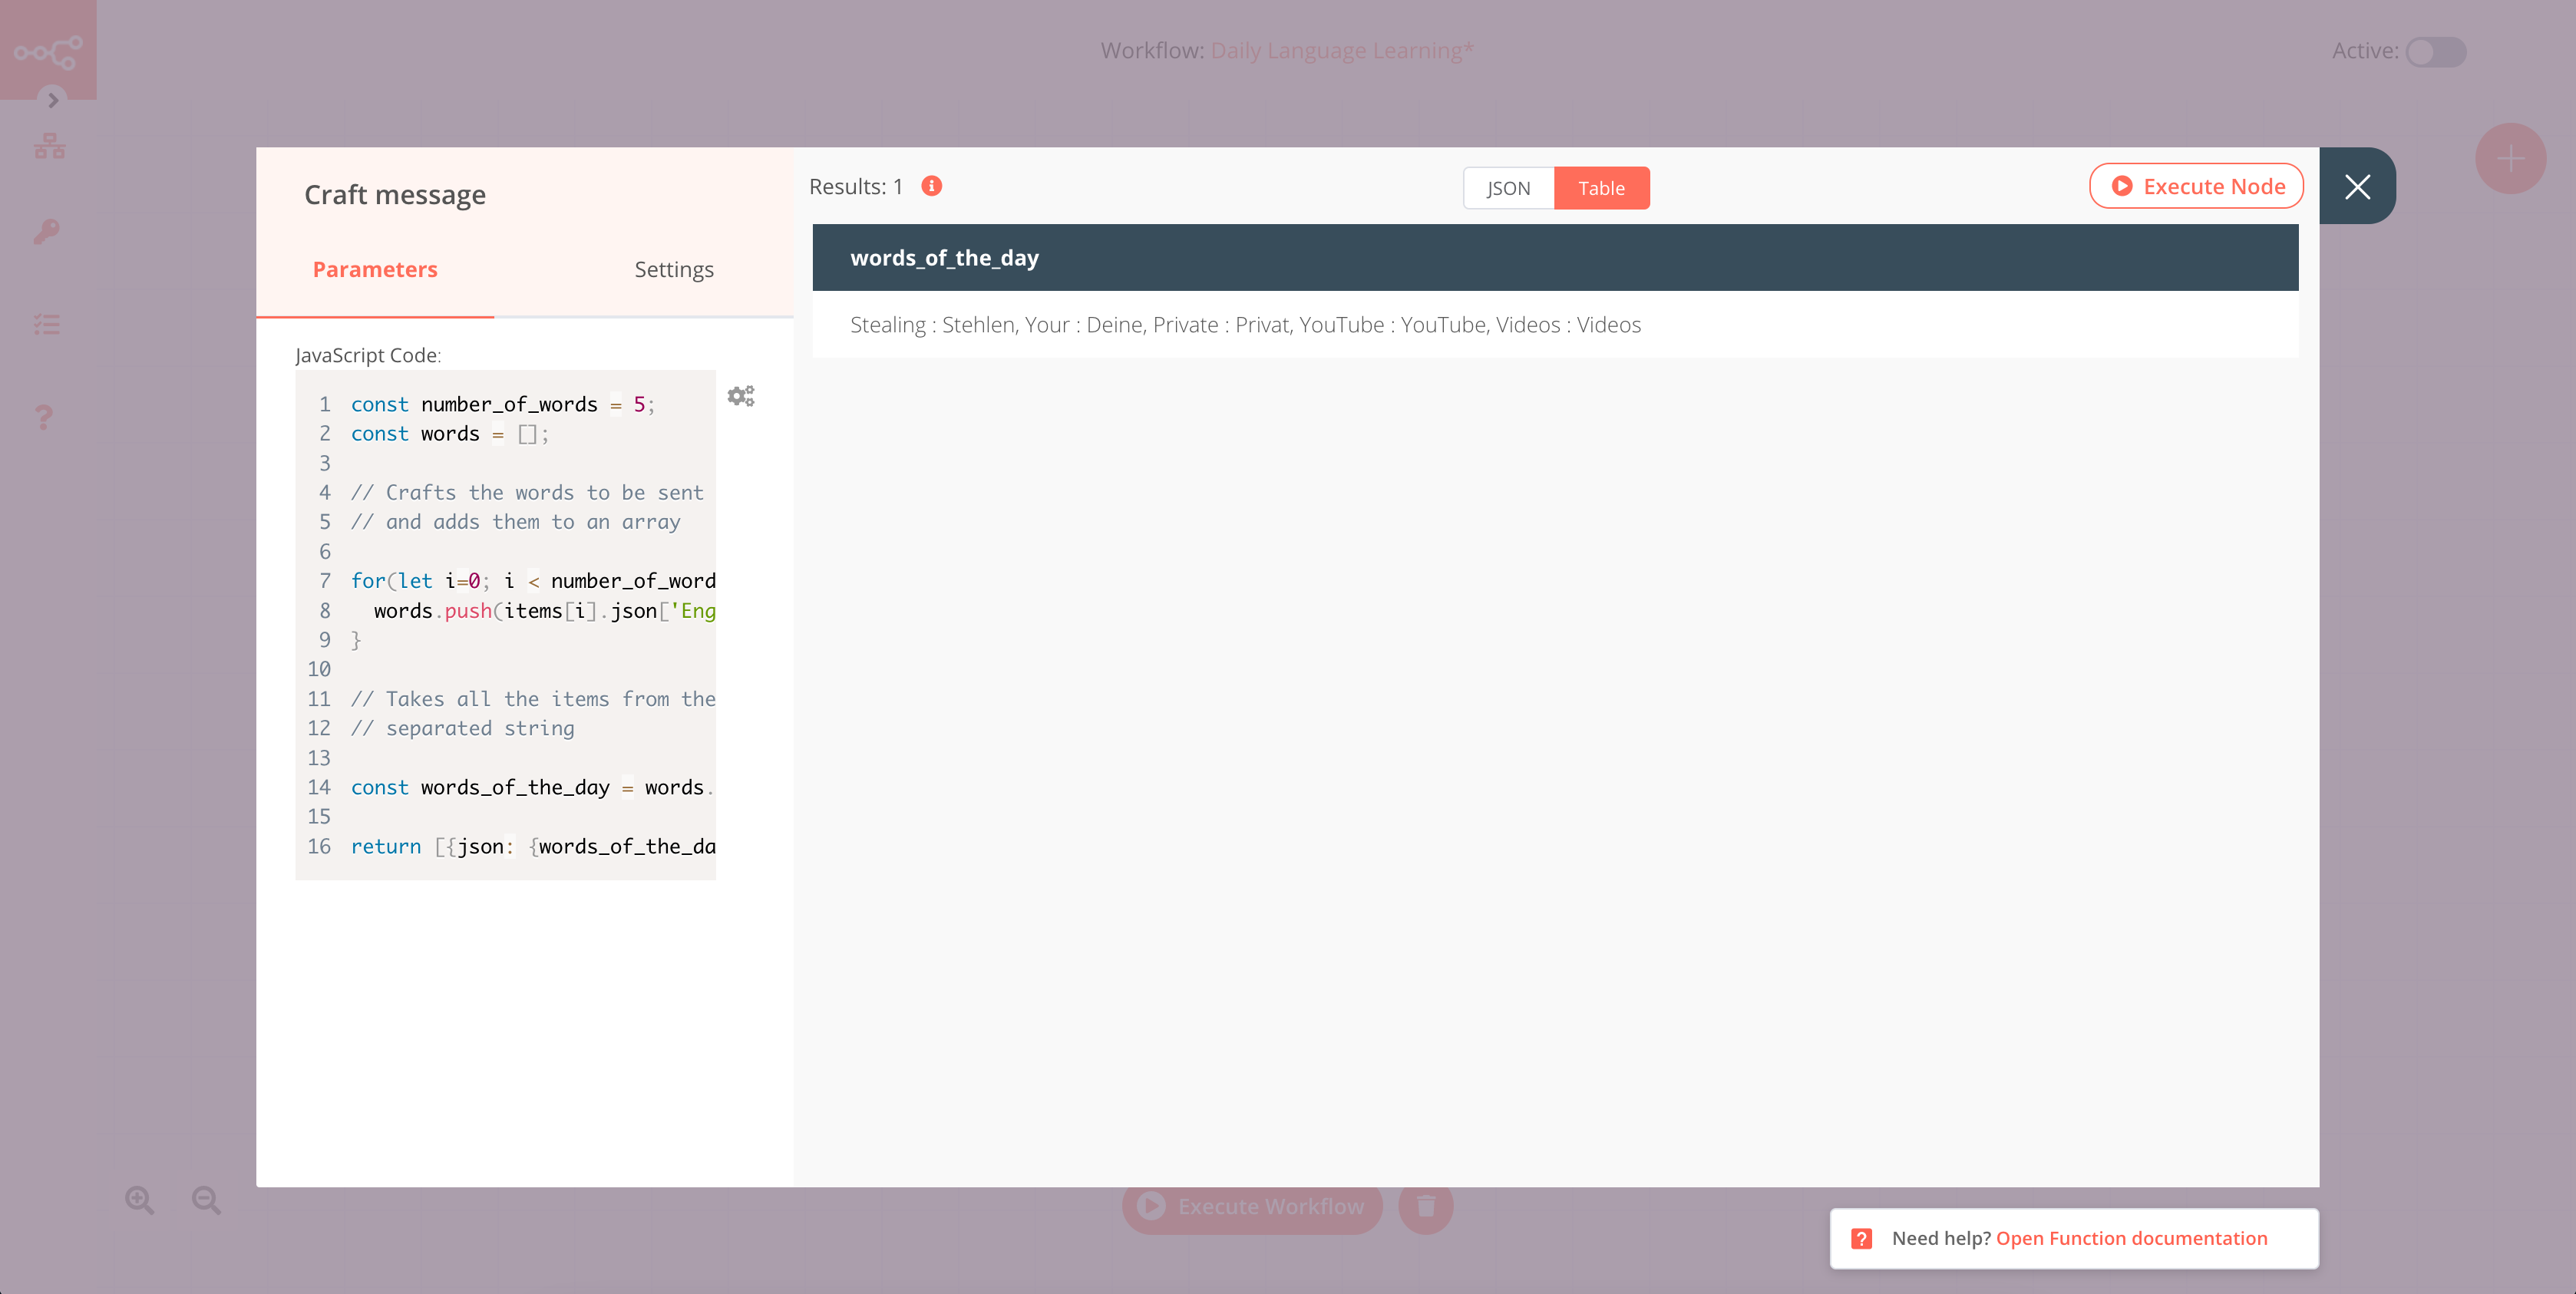 Workflow: Daily Language Learning*
Active:
Craft message
Parameters
Settings
JavaScript Code:
1 const number_of_words = 5;
2 const words = [];
3
4 // Crafts the words to be sent
5 // and adds them to an array
6
7 for(let i=0; i < number_of_word
8   words.push(items[i].json['Eng
9 }
10
11 // Takes all the items from the
12 // separated string
13
14 const words_of_the_day = words.
15
16 return [{json: {words_of_the_da
Results: 1
JSON
Table
Execute Node
words_of_the_day
Stealing : Stehlen, Your : Deine, Private : Privat, YouTube : YouTube, Videos : Videos
Execute Workflow
Need help? Open Function documentation